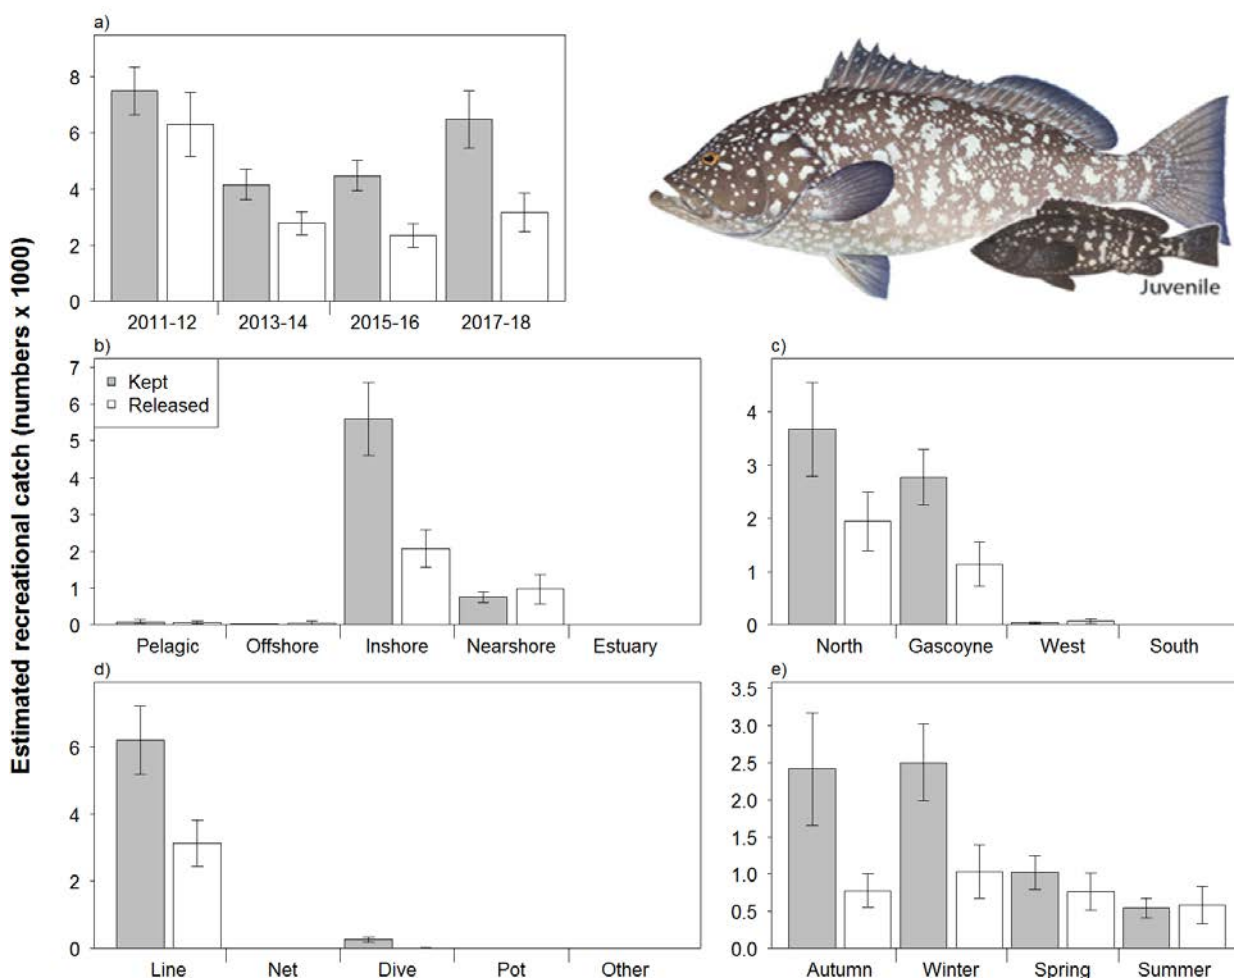 Estimated recreational catch (numbers x 1000)
a)
8
6
4
2
0
2011-12 2013-14 2015-16 2017-18
Juvenile
b)
7
6
5
4
3
2
1
0
Kept
Released
Pelagic Offshore Inshore Nearshore Estuary
c)
4
3
2
1
0
North Gascoyne West South
d)
6
4
2
0
Line Net Dive Pot Other
e)
3.5
3.0
2.5
2.0
1.5
1.0
0.5
0.0
Autumn Winter Spring Summer